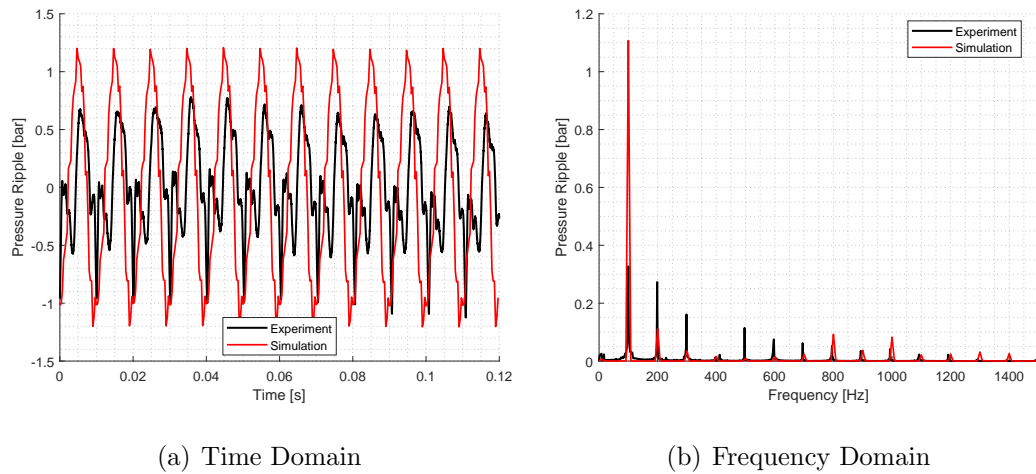 1.5
1
0.5
0
-0.5
-1
-1.5
Pressure Ripple [bar]
0 0.02 0.04 0.06 0.08 0.1 0.12
Time [s]
Experiment
Simulation
(a) Time Domain
1.2
1
0.8
0.6
0.4
0.2
0
Pressure Ripple [bar]
0 200 400 600 800 1000 1200 1400
Frequency [Hz]
Experiment
Simulation
(b) Frequency Domain